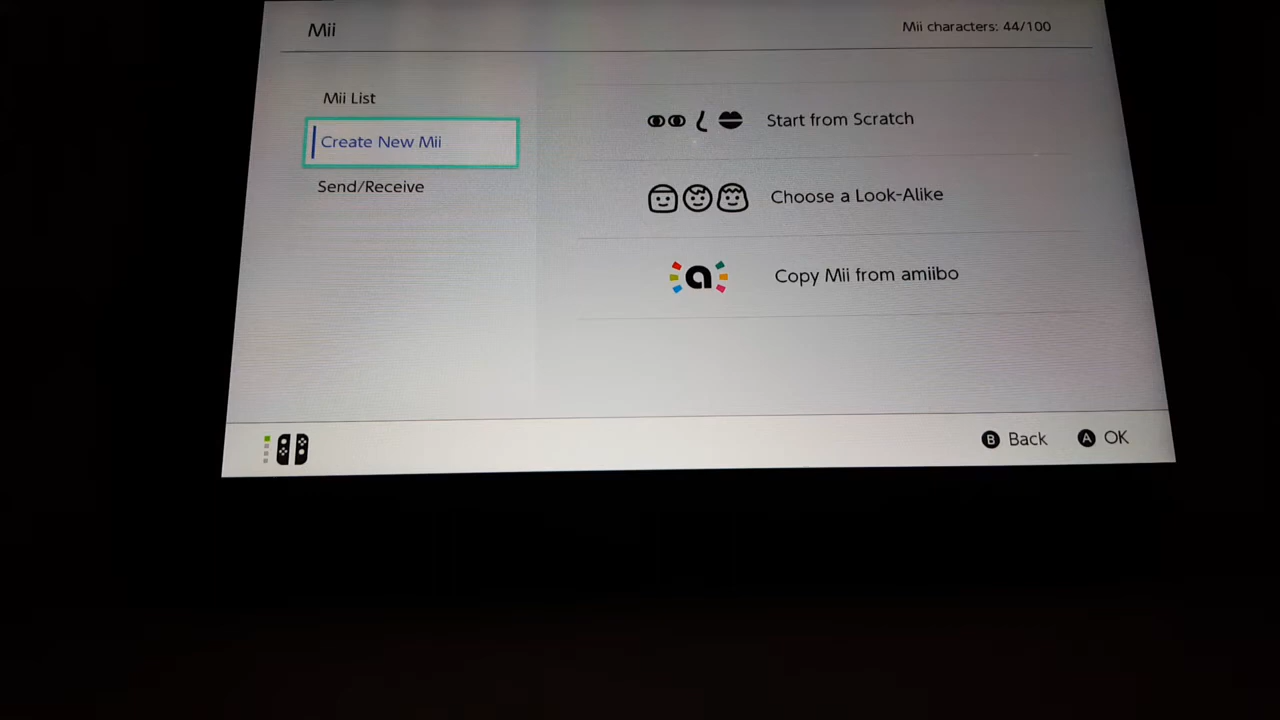 Mii
Mii characters: 44/100
Mii List
Create New Mii
Send/Receive
Start from Scratch
Choose a Look-Alike
a Copy Mii from amiibo
B Back
A OK